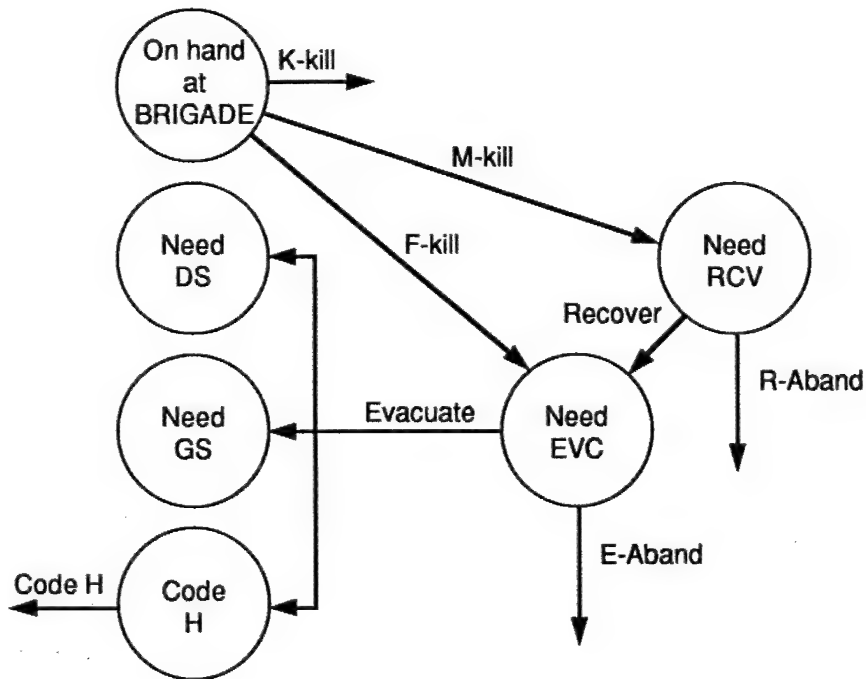 On hand
at
BRIGADE
K-kill
M-kill
F-kill
Need
DS
Need
RCV
Recover
R-Aband
Need
GS
Evacuate
Need
EVC
E-Aband
Code H
Code
H